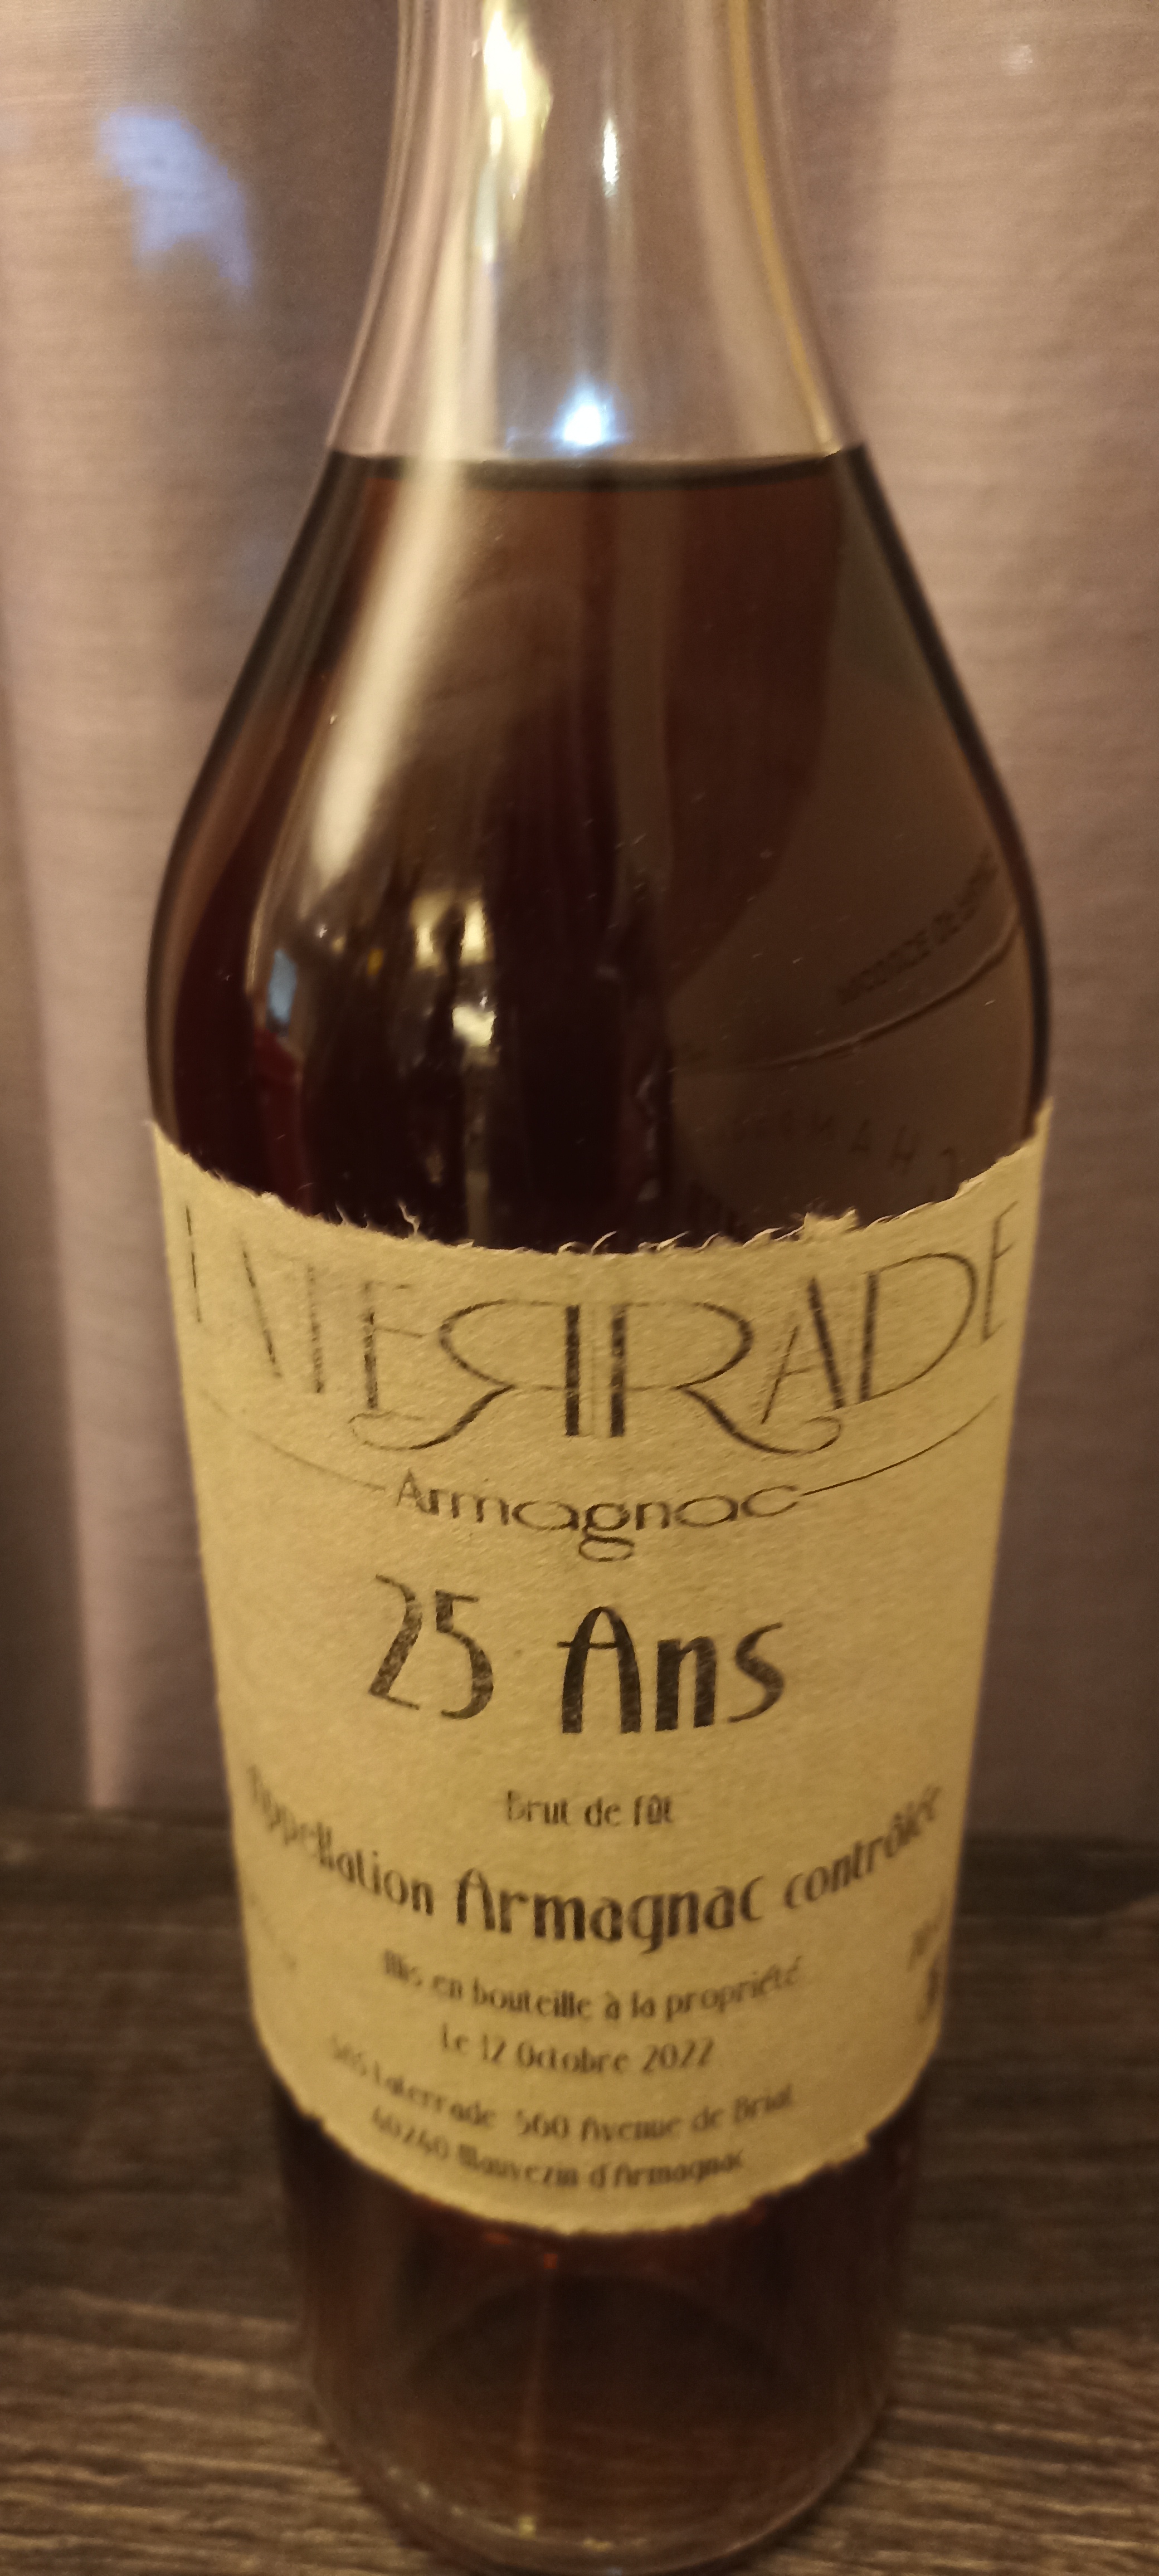 LATERRADE
Armagnac
25 Ans
Brut de fût
Appellation Armagnac contrôlée
Mis en bouteille à la propriété
Le 12 Octobre 2022
Laterrade 560 Avenue de Briat
40240 Mauvezin d'Armagnac